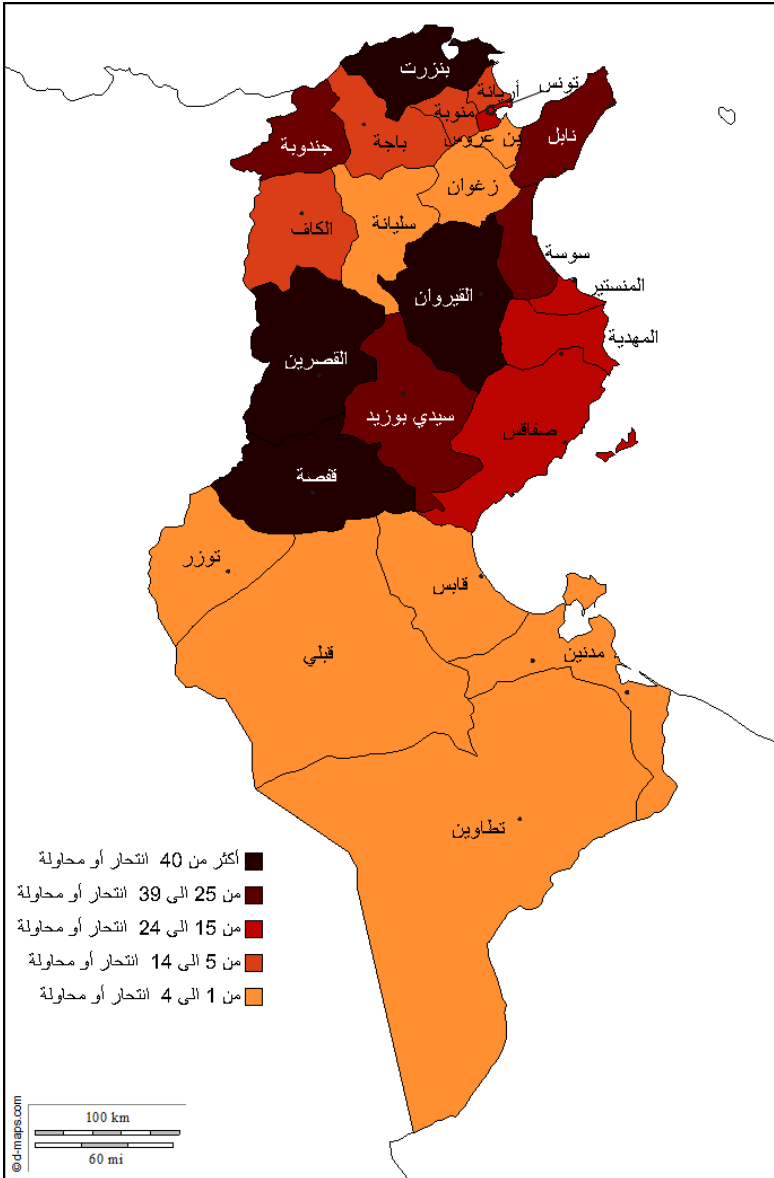 بنزرت
تونس
أريانة
منوبة
نابل
باجة
بن عروس
جندوبة
زغوان
سليانة
الكاف
سوسة
المنستير
القيروان
المهدية
القصرين
سيدي بوزيد
صفاقس
قفصة
توزر
قابس
قبلي
مدنين
تطاوين
أكثر من 40 انتحار أو محاولة
من 25 الى 39 انتحار أو محاولة
من 15 الى 24 انتحار أو محاولة
من 5 الى 14 انتحار أو محاولة
من 1 الى 4 انتحار أو محاولة
100 km
60 mi
© d-maps.com